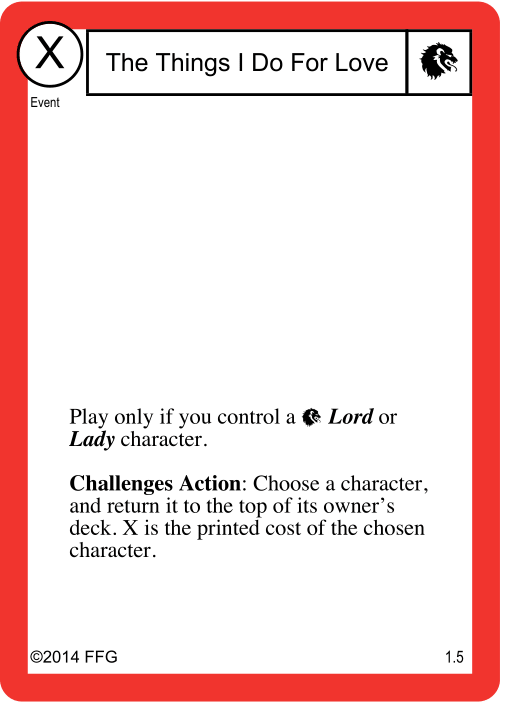 X
The Things I Do For Love
Event
Play only if you control a Lord or
Lady character.
Challenges Action: Choose a character,
and return it to the top of its owner’s
deck. X is the printed cost of the chosen
character.
©2014 FFG
1.5